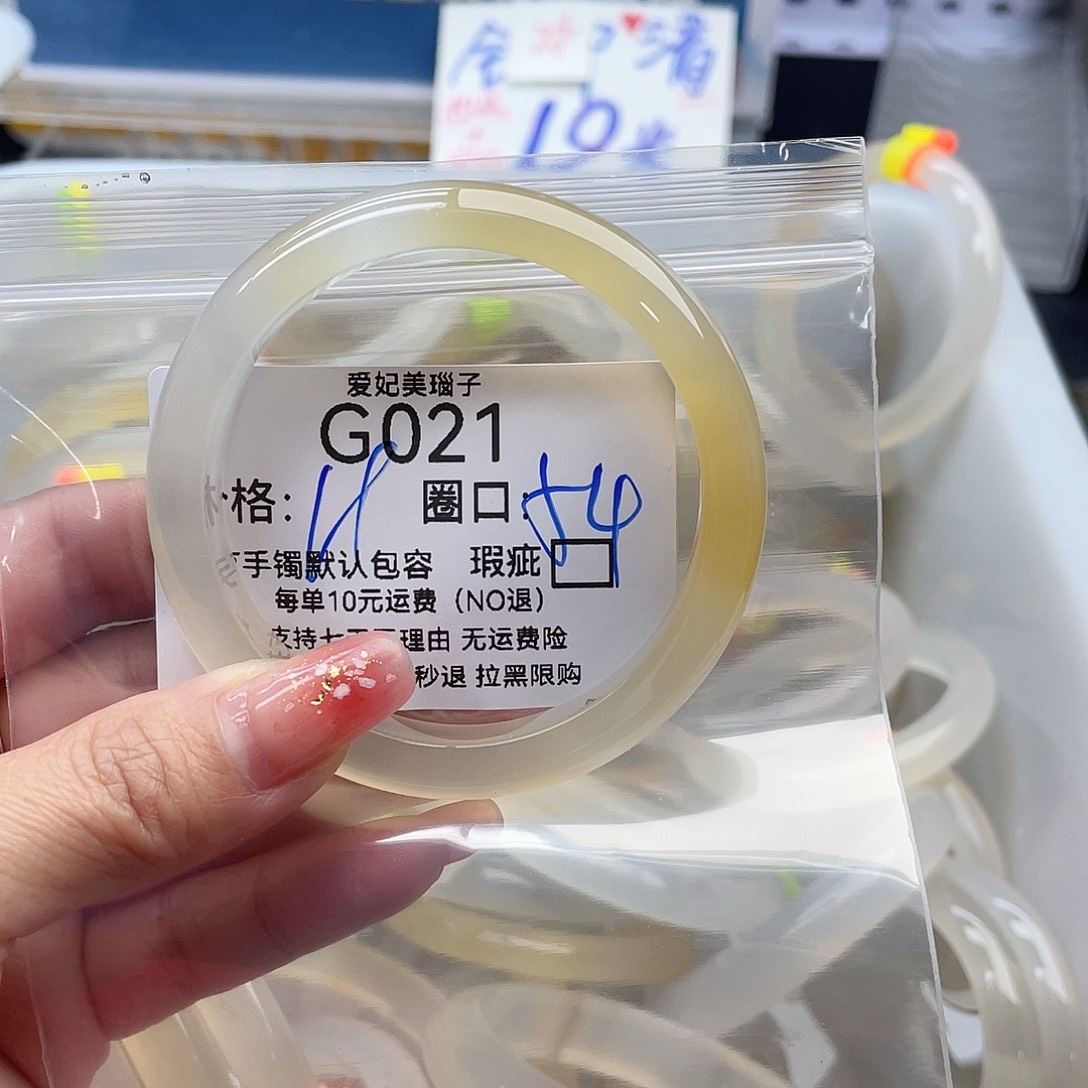 18
爱妃美瑙子
G021
格： 圈口：54
手镯默认包容 瑕疵
每单10元运费（NO退）
支持七天 理由 无运费险
秒退 拉黑限购